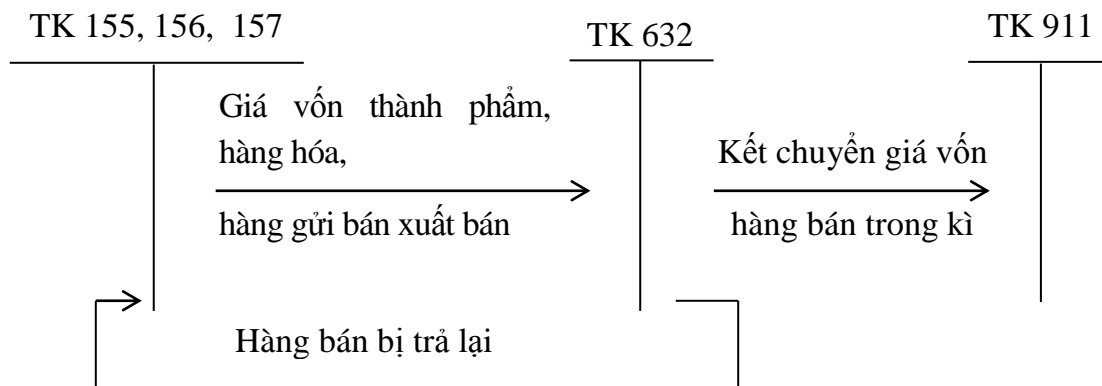 TK 155, 156, 157
TK 632
TK 911
Giá vốn thành phẩm,
hàng hóa,
hàng gửi bán xuất bán
Kết chuyển giá vốn
hàng bán trong kì
Hàng bán bị trả lại